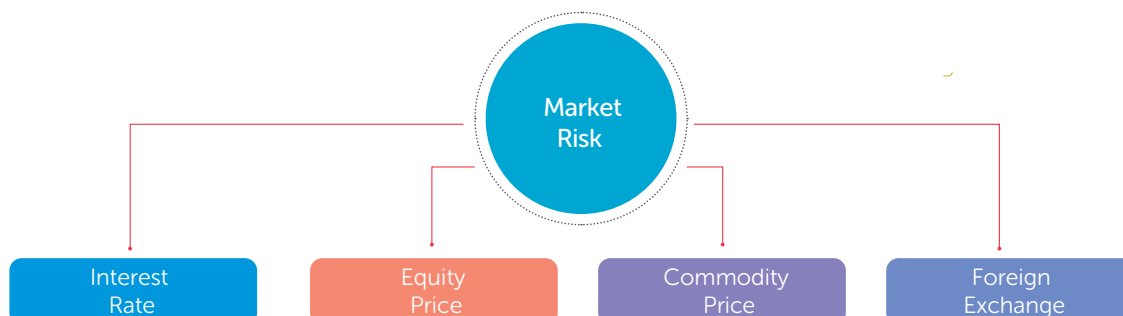 Market
Risk
Interest
Rate
Equity
Price
Commodity
Price
Foreign
Exchange